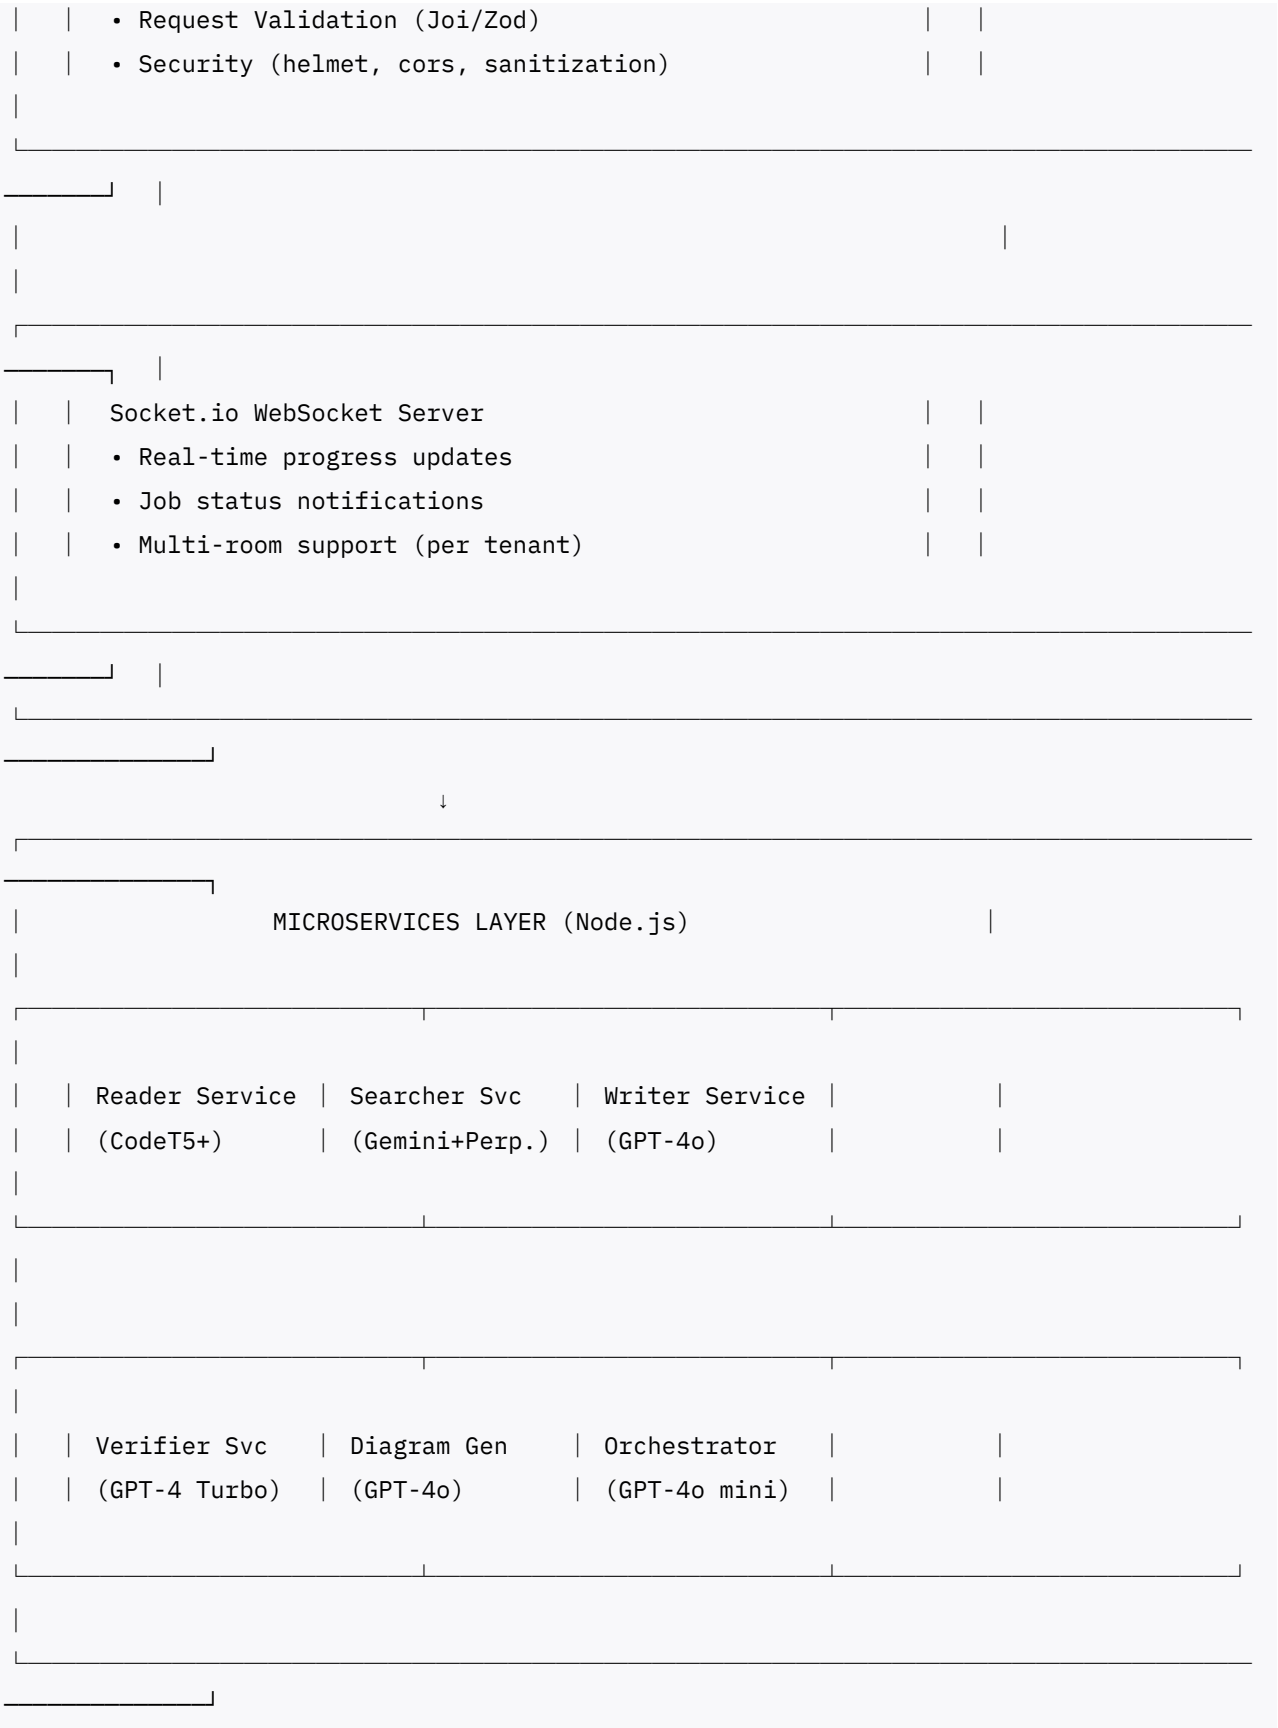 • Request Validation (Joi/Zod)
• Security (helmet, cors, sanitization)
↓
Socket.io WebSocket Server
• Real-time progress updates
• Job status notifications
• Multi-room support (per tenant)
MICROSERVICES LAYER (Node.js)
Reader Service │ Searcher Svc │ Writer Service
(CodeT5+) │ (Gemini+Perp.) │ (GPT-4o)
Verifier Svc │ Diagram Gen │ Orchestrator
(GPT-4 Turbo) │ (GPT-4o) │ (GPT-4o mini)